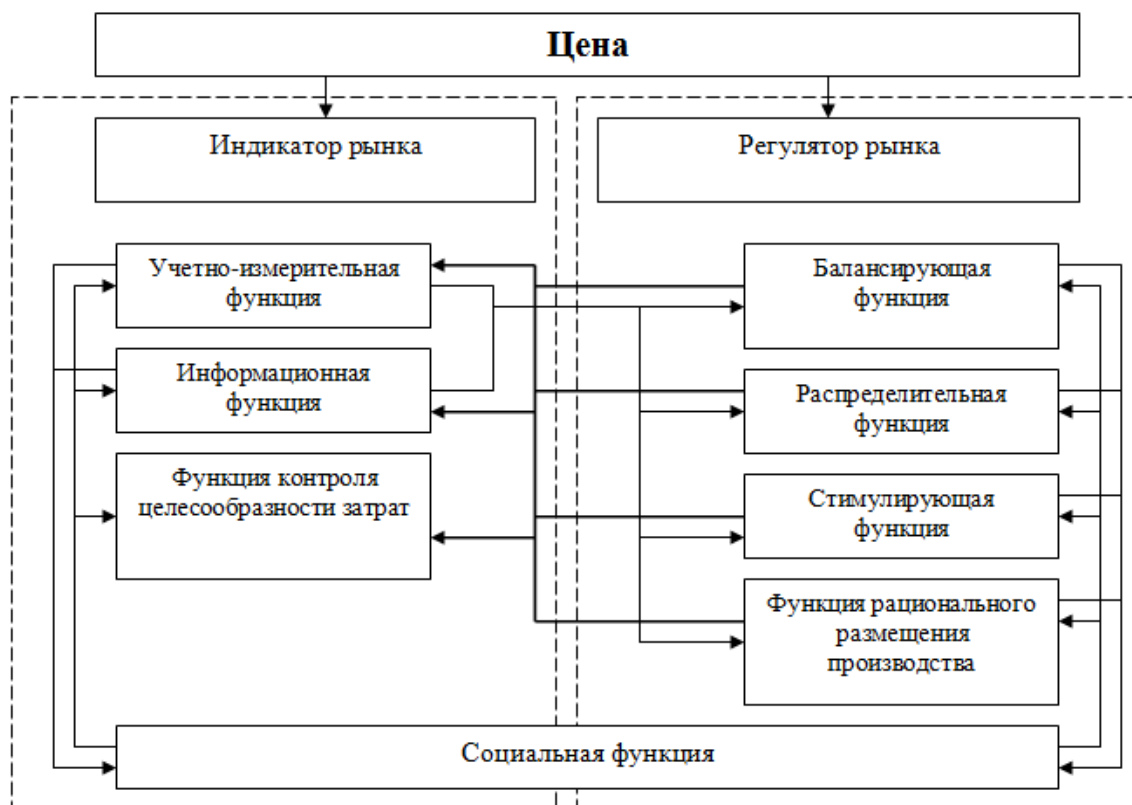 Цена
Индикатор рынка
Регулятор рынка
Учетно-измерительная
функция
Информационная
функция
Функция контроля
целесообразности затрат
Балансирующая
функция
Распределительная
функция
Стимулирующая
функция
Функция рационального
размещения
производства
Социальная функция